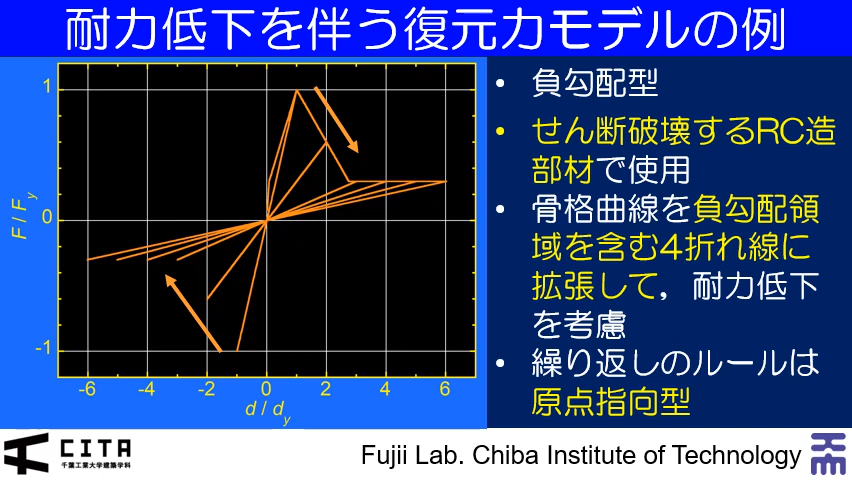 耐力低下を伴う復元力モデルの例
1
0
-1
F / Fy
-6 -4 -2 0 2 4 6
d / dy
• 負勾配型
• せん断破壊するRC造
部材で使用
• 骨格曲線を負勾配領
域を含む4折れ線に
拡張して，耐力低下
を考慮
• 繰り返しのルールは
原点指向型
CITA
千葉工業大学建築学科
Fujii Lab. Chiba Institute of Technology